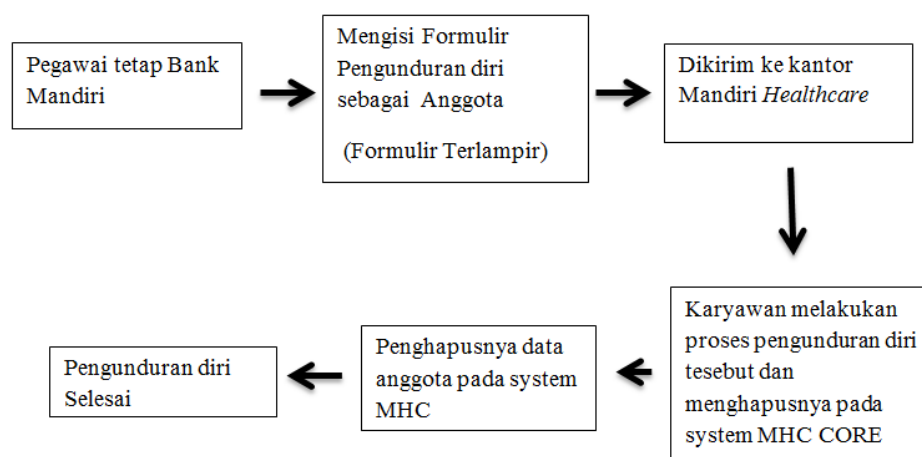 Pegawai tetap Bank
Mandiri
Mengisi Formulir
Pengunduran diri
sebagai Anggota
(Formulir Terlampir)
Dikirim ke kantor
Mandiri Healthcare
Karyawan melakukan
proses pengunduran diri
tesebut dan
menghapusnya pada
system MHC CORE
Penghapusnya data
anggota pada system
MHC
Pengunduran diri
Selesai